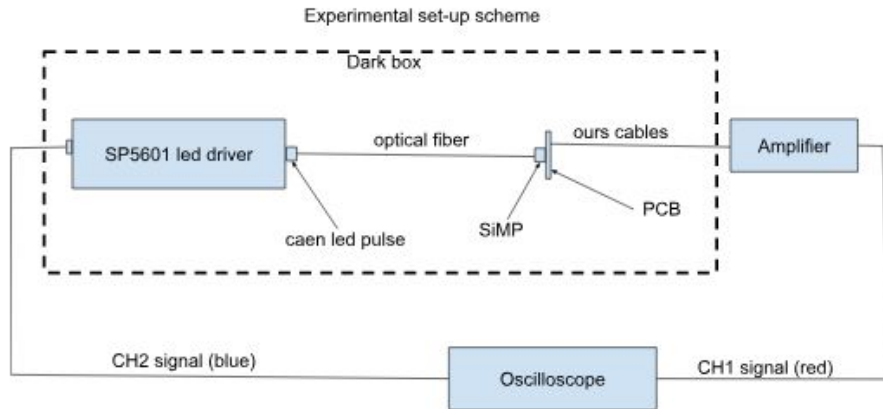 Experimental set-up scheme
Dark box
SP5601 led driver
optical fiber
ours cables
Amplifier
caen led pulse
SiMP
PCB
CH2 signal (blue)
Oscilloscope
CH1 signal (red)